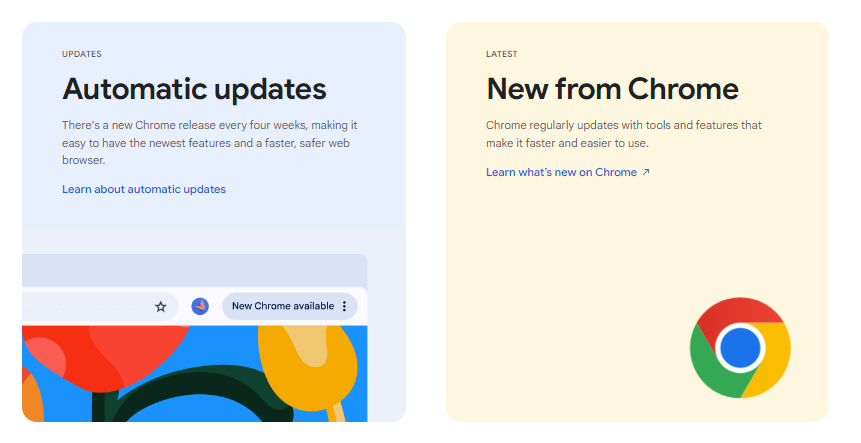 UPDATES
Automatic updates
There's a new Chrome release every four weeks, making it
easy to have the newest features and a faster, safer web
browser.
Learn about automatic updates
New Chrome available
LATEST
New from Chrome
Chrome regularly updates with tools and features that
make it faster and easier to use.
Learn what's new on Chrome ↗